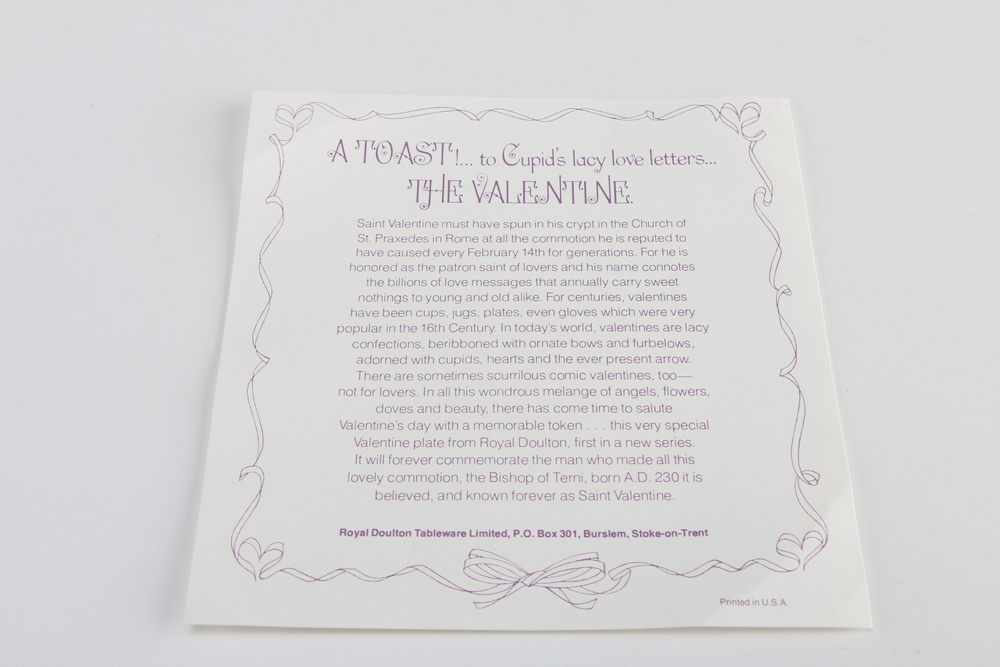 A TOAST!... to Cupid's lacy love letters...
THE VALENTINE.
Saint Valentine must have spun in his crypt in the Church of
St. Praxedes in Rome at all the commotion he is reputed to
have caused every February 14th for generations. For he is
honored as the patron saint of lovers and his name connotes
the billions of love messages that annually carry sweet
nothings to young and old alike. For centuries, valentines
have been cups, jugs, plates, even gloves which were very
popular in the 16th Century. In today's world, valentines are lacy
confections, beribboned with ornate bows and furbelows,
adorned with cupids, hearts and the ever present arrow.
There are sometimes scurrilous comic valentines, too—
not for lovers. In all this wondrous melange of angels, flowers,
doves and beauty, there has come time to salute
Valentine's day with a memorable token . . . this very special
Valentine plate from Royal Doulton, first in a new series.
It will forever commemorate the man who made all this
lovely commotion, the Bishop of Terni, born A.D. 230 it is
believed, and known forever as Saint Valentine.
Royal Doulton Tableware Limited, P.O. Box 301, Burslem, Stoke-on-Trent
Printed in U.S.A.